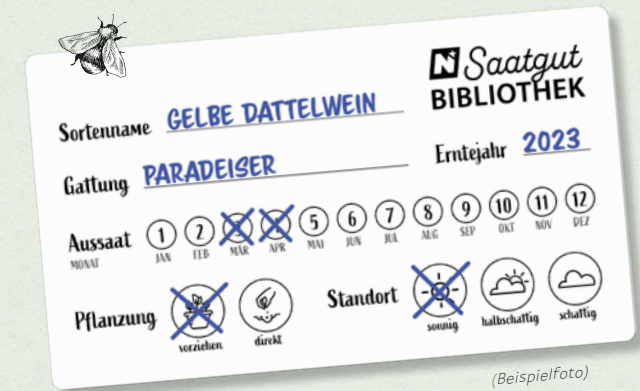 N Saatgut
BIBLIOTHEK
Sortenname GELBE DATTELWEIN
Gattung PARADEISER
Erntejahr 2023
Aussaat 1 2 3 4 5 6 7 8 9 10 11 12
MONAT JAN FEB MÄR APR MAI JUN JUL AUG SEP OKT NOV DEZ
Pflanzung vorziehen direkt
Standort sonnig halbschattig schattig
(Beispielfoto)